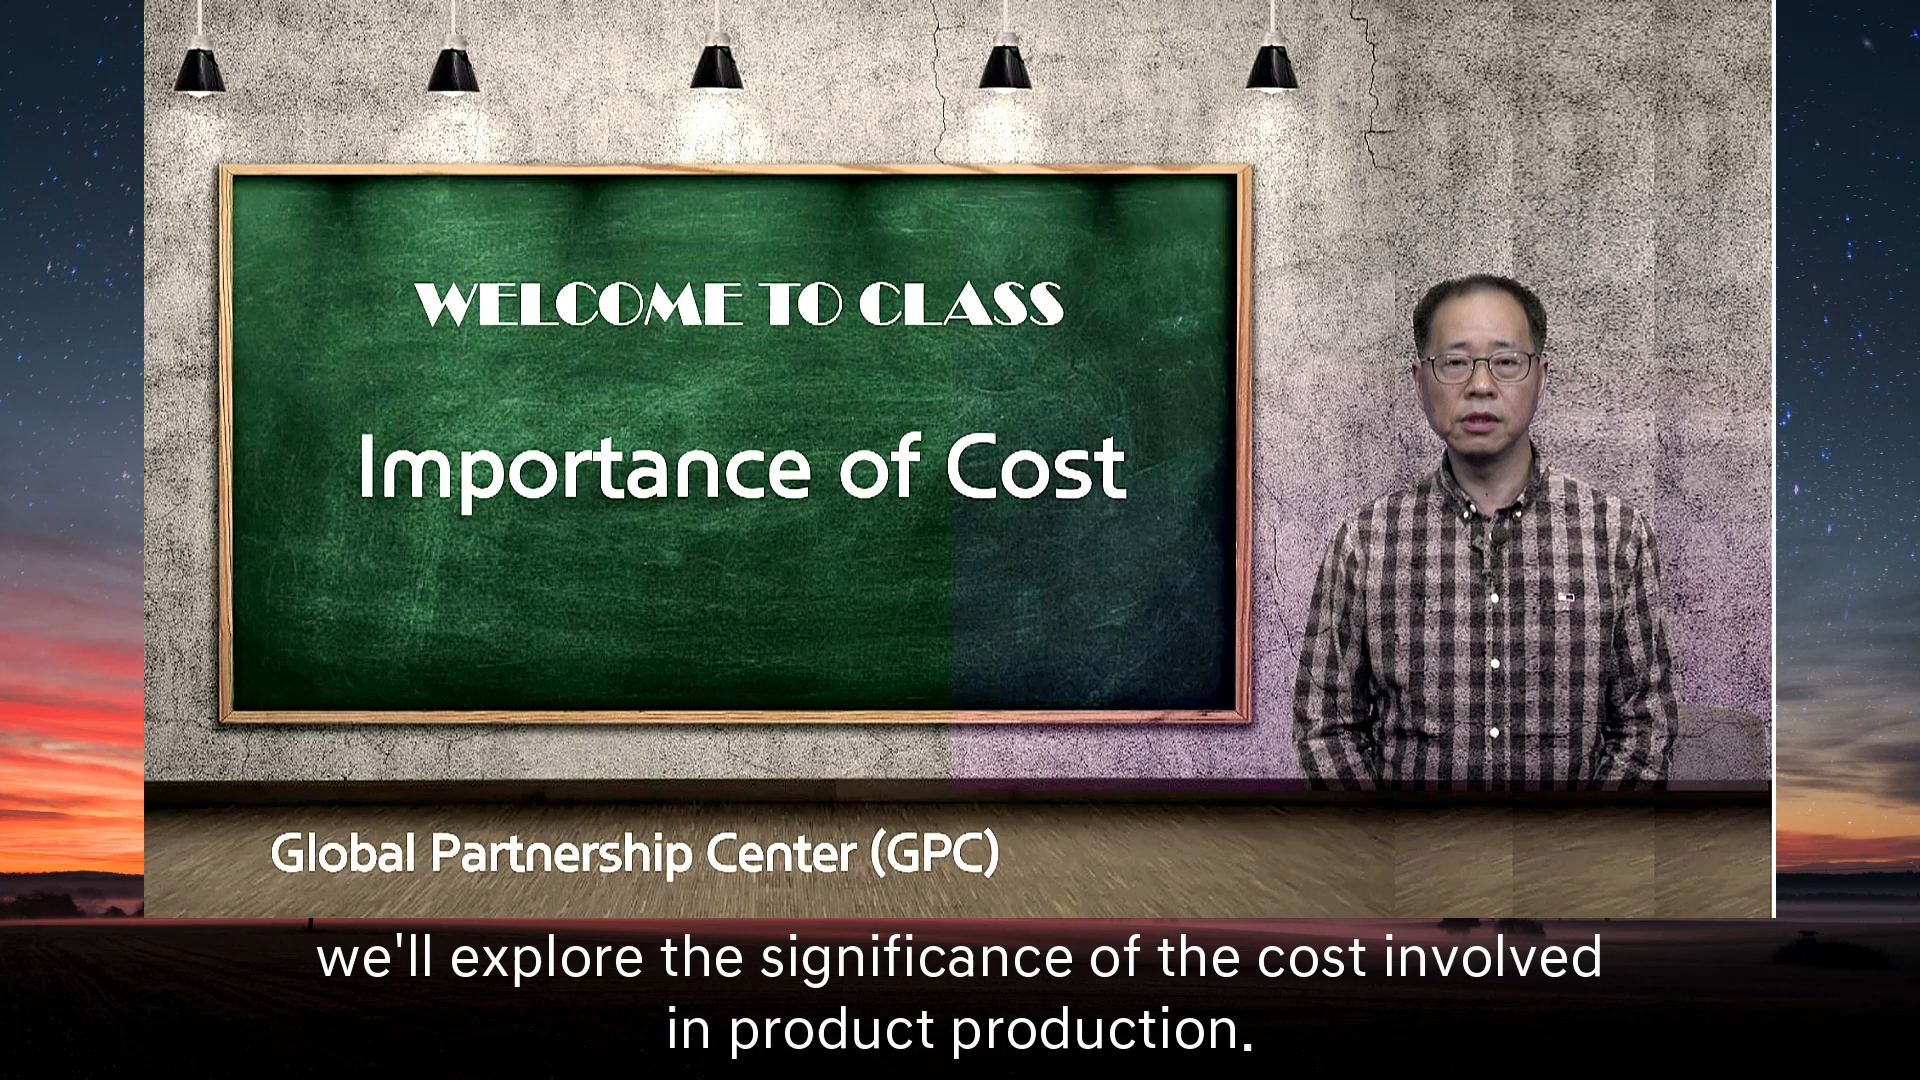 WELCOME TO CLASS
Importance of Cost
Global Partnership Center (GPC)
we'll explore the significance of the cost involved
in product production.